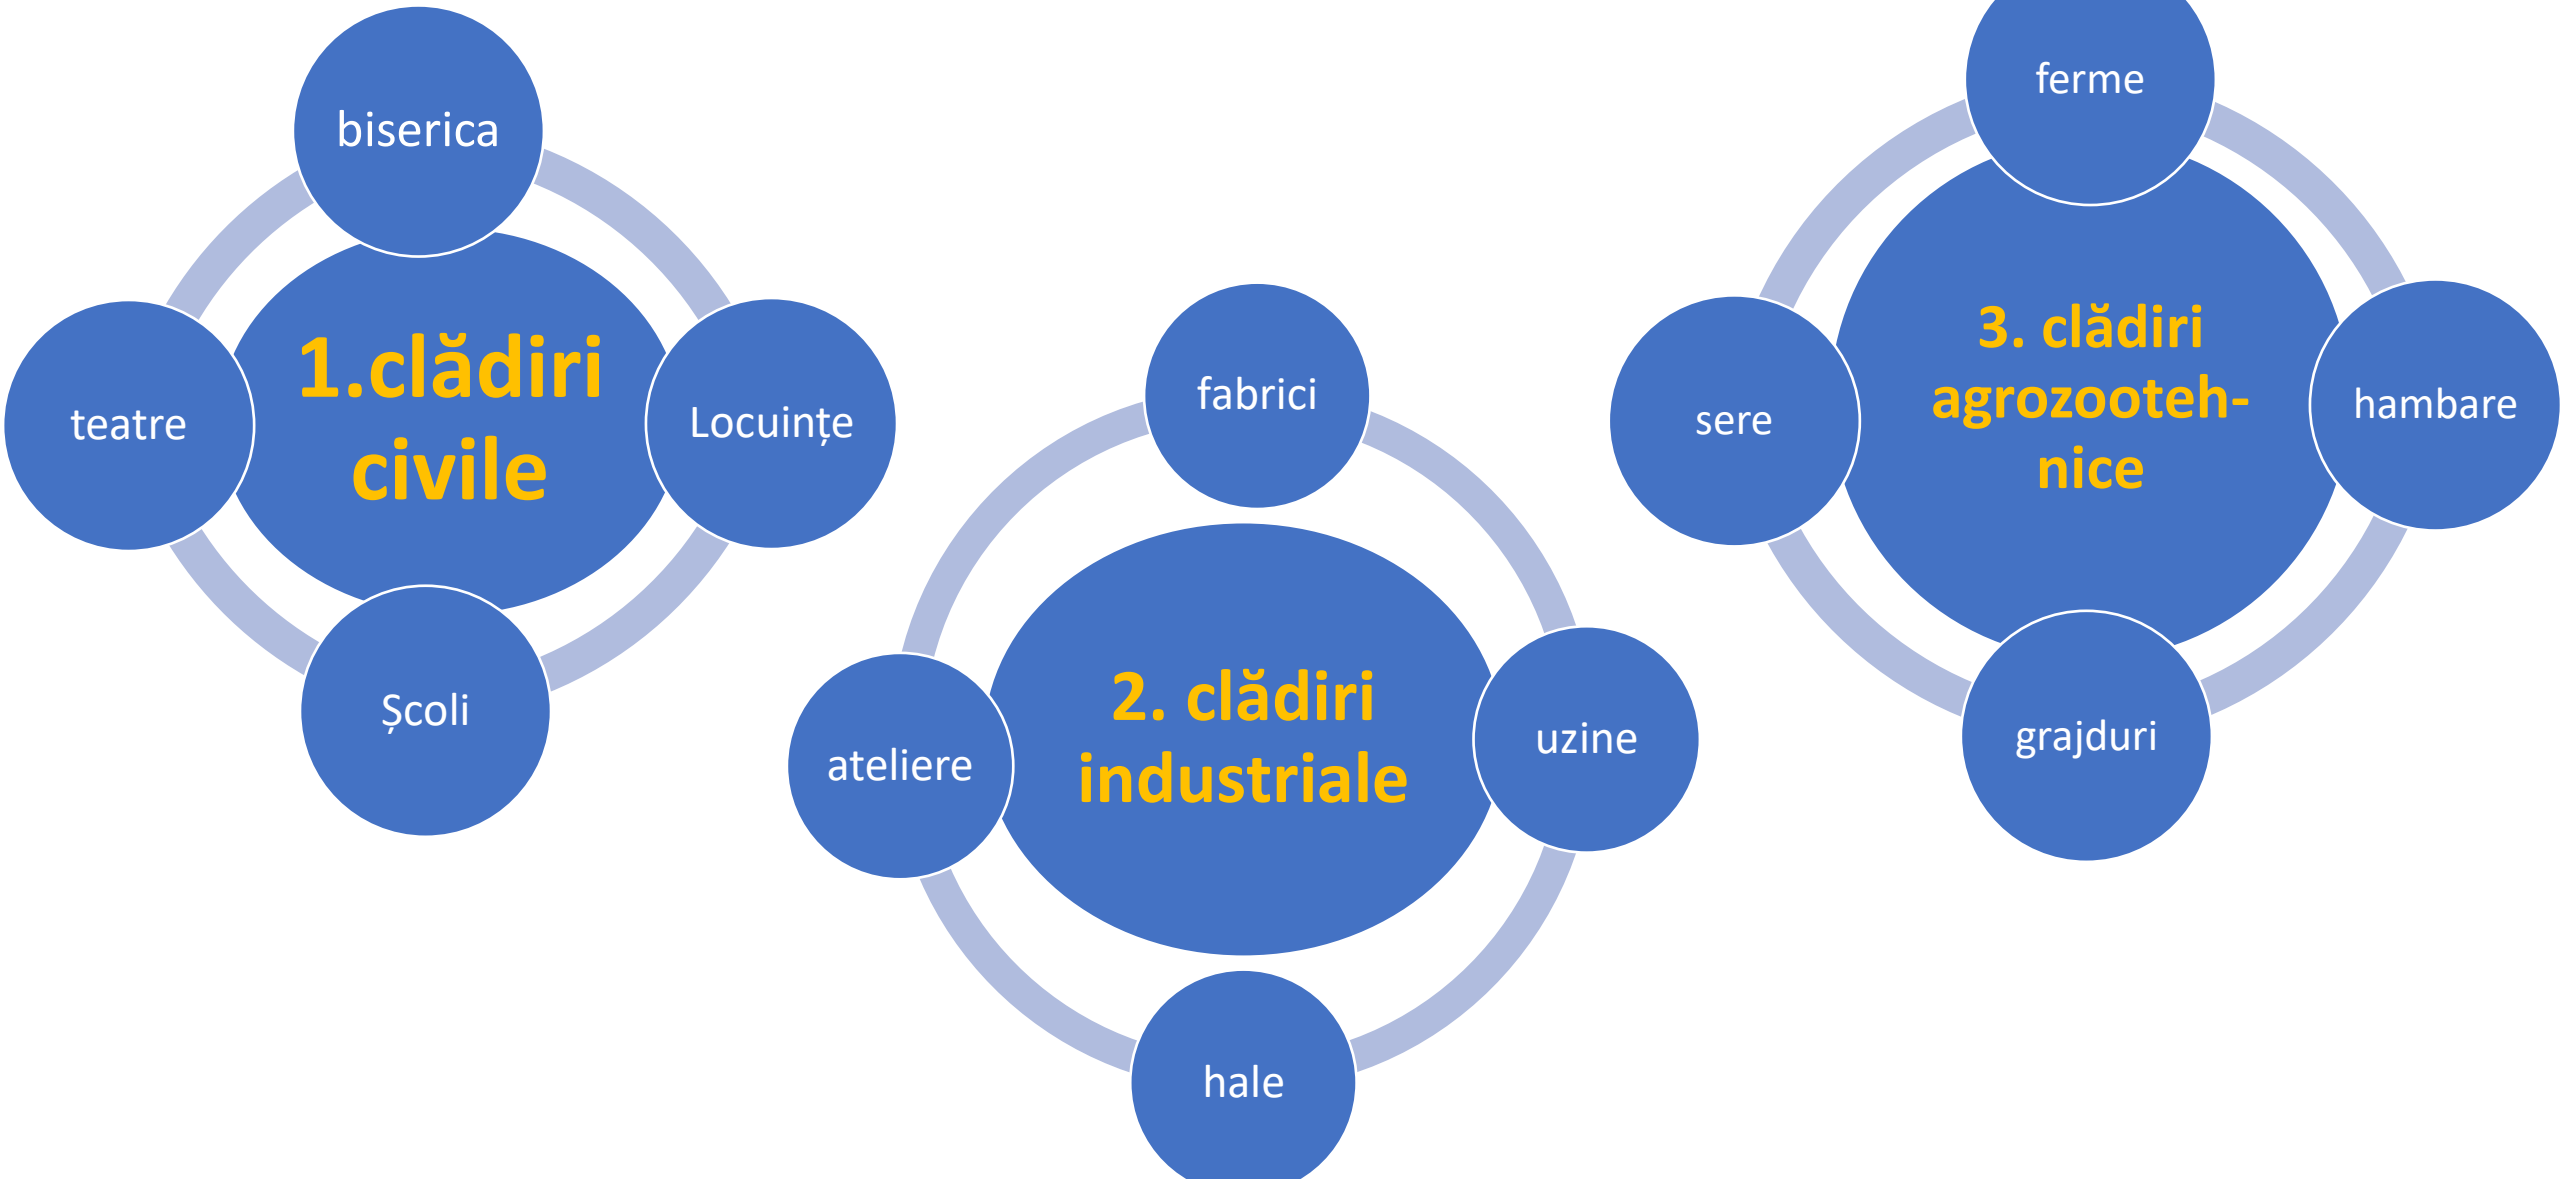 biserica
1.clădiri
civile
teatre
Locuințe
Școli
fabrici
2. clădiri
industriale
ateliere
uzine
hale
ferme
3. clădiri
agrozooteh-
nice
sere
hambare
grajduri